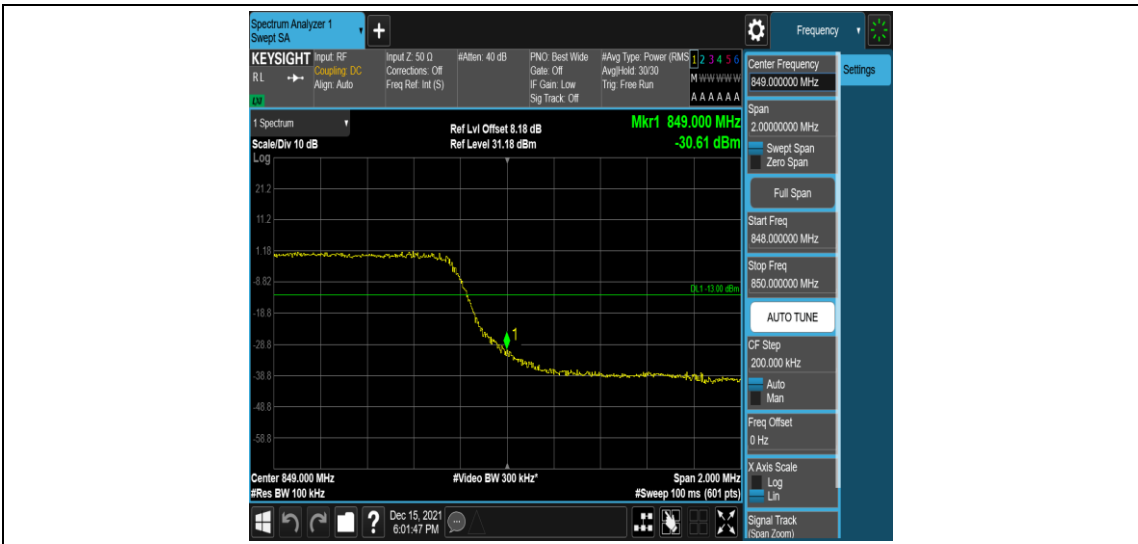 Spectrum Analyzer 1
Swept SA
+
Frequency
KEYSIGHT
RL
LXI
Input: RF
Coupling: DC
Align: Auto
Input Z: 50 Ω
Corrections: Off
Freq Ref: Int (S)
#Atten: 40 dB
PNO: Best Wide
Gate: Off
IF Gain: Low
Sig Track: Off
#Avg Type: Power (RMS
Avg|Hold: 30/30
Trig: Free Run
1 2 3 4 5 6
M W W W W W
A A A A A A
1 Spectrum
Scale/Div 10 dB
Log
Ref Lvl Offset 8.18 dB
Ref Level 31.18 dBm
Mkr1 849.000 MHz
-30.61 dBm
21.2
11.2
1.18
-8.82
DL1 -13.00 dBm
-18.8
1
-28.8
-38.8
-48.8
-58.8
Center 849.000 MHz
#Video BW 300 kHz*
Span 2.000 MHz
#Res BW 100 kHz
#Sweep 100 ms (601 pts)
?
Dec 15, 2021
6:01:47 PM
Center Frequency
849.000000 MHz
Settings
Span
2.00000000 MHz
Swept Span
Zero Span
Full Span
Start Freq
848.000000 MHz
Stop Freq
850.000000 MHz
AUTO TUNE
CF Step
200.000 kHz
Auto
Man
Freq Offset
0 Hz
X Axis Scale
Log
Lin
Signal Track
(Span Zoom)